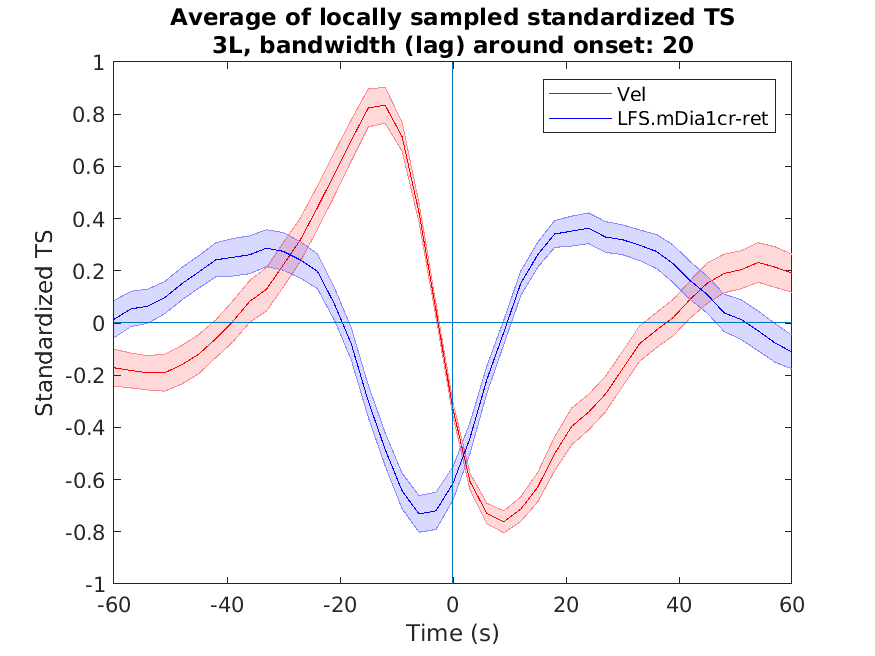 Average of locally sampled standardized TS
3L, bandwidth (lag) around onset: 20
Vel
LFS.mDia1cr-ret
Standardized TS
1
0.8
0.6
0.4
0.2
0
-0.2
-0.4
-0.6
-0.8
-1
-60 -40 -20 0 20 40 60
Time (s)